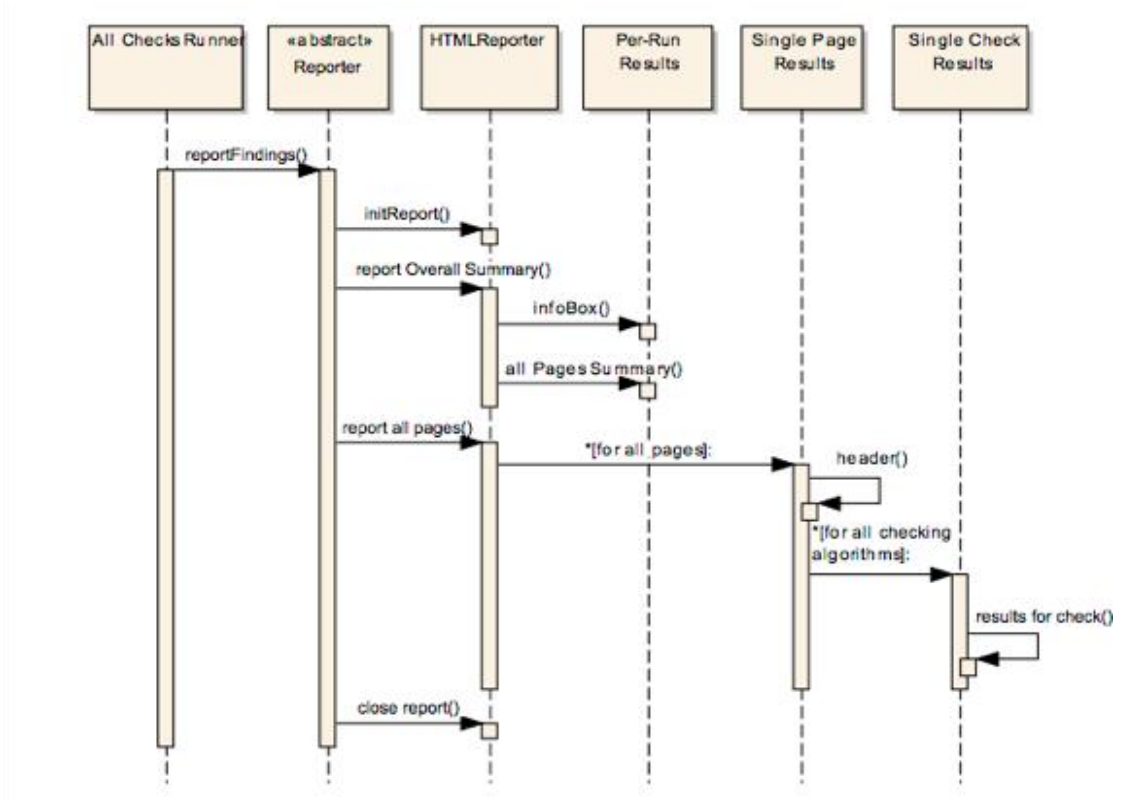 All Checks Runner
«abstract»
Reporter
HTMLReporter
Per-Run
Results
Single Page
Results
Single Check
Results
reportFindings()
initReport()
report Overall Summary()
infoBox()
all Pages Summary()
report all pages()
*[for all pages]:
header()
*[for all checking
algorithms]:
results for check()
close report()